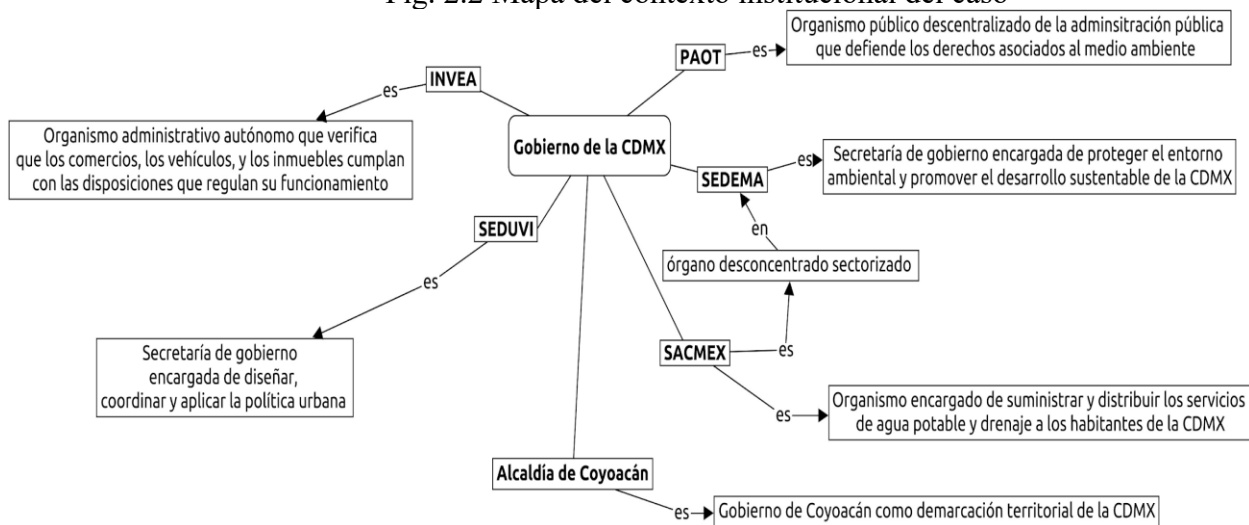 Fig. 2.2 Mapa del contexto institucional del caso
Organismo público descentralizado de la adminsitración pública
que defiende los derechos asociados al medio ambiente
es
PAOT
INVEA
es
Organismo administrativo autónomo que verifica
que los comercios, los vehículos, y los inmuebles cumplan
con las disposiciones que regulan su funcionamiento
Gobierno de la CDMX
SEDEMA
es
Secretaría de gobierno encargada de proteger el entorno
ambiental y promover el desarrollo sustentable de la CDMX
en
órgano desconcentrado sectorizado
SEDUVI
es
Secretaría de gobierno
encargada de diseñar,
coordinar y aplicar la política urbana
SACMEX
es
es
Organismo encargado de suministrar y distribuir los servicios
de agua potable y drenaje a los habitantes de la CDMX
Alcaldía de Coyoacán
es
Gobierno de Coyoacán como demarcación territorial de la CDMX